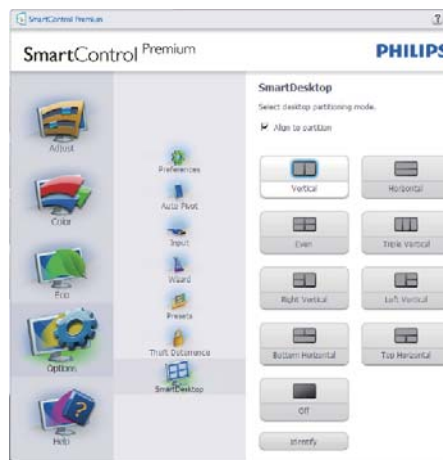 SmartControl Premium
?
SmartControl Premium
PHILIPS
Adjust
Color
Eco
Options
Help
Preferences
Auto Pivot
Input
Wizard
Presets
Theft Deterrence
SmartDesktop
SmartDesktop
Select desktop partitioning mode.
Align to partition
Vertical
Horizontal
Even
Triple Vertical
Right Vertical
Left Vertical
Bottom Horizontal
Top Horizontal
Off
Identify